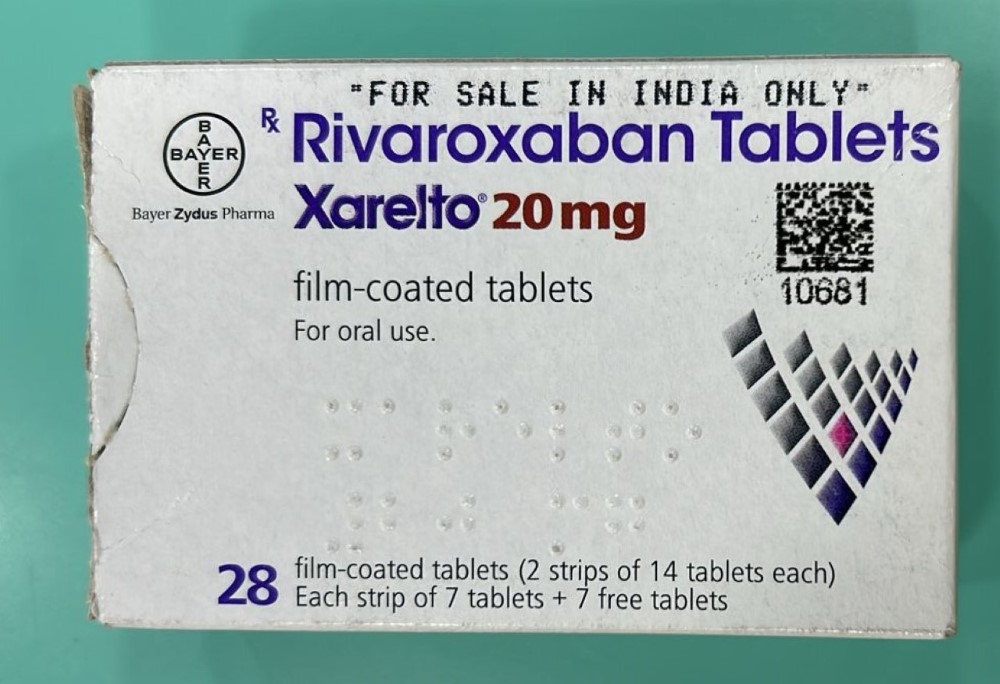 "FOR SALE IN INDIA ONLY"
BAYER
BAYER
Bayer Zydus Pharma
Rx Rivaroxaban Tablets
Xarelto® 20 mg
10681
film-coated tablets
For oral use.
28 film-coated tablets (2 strips of 14 tablets each)
Each strip of 7 tablets + 7 free tablets